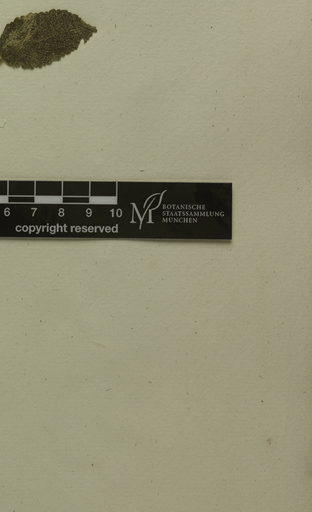 6 7 8 9 10
copyright reserved
M
BOTANISCHE
STAATSSAMMLUNG
MÜNCHEN